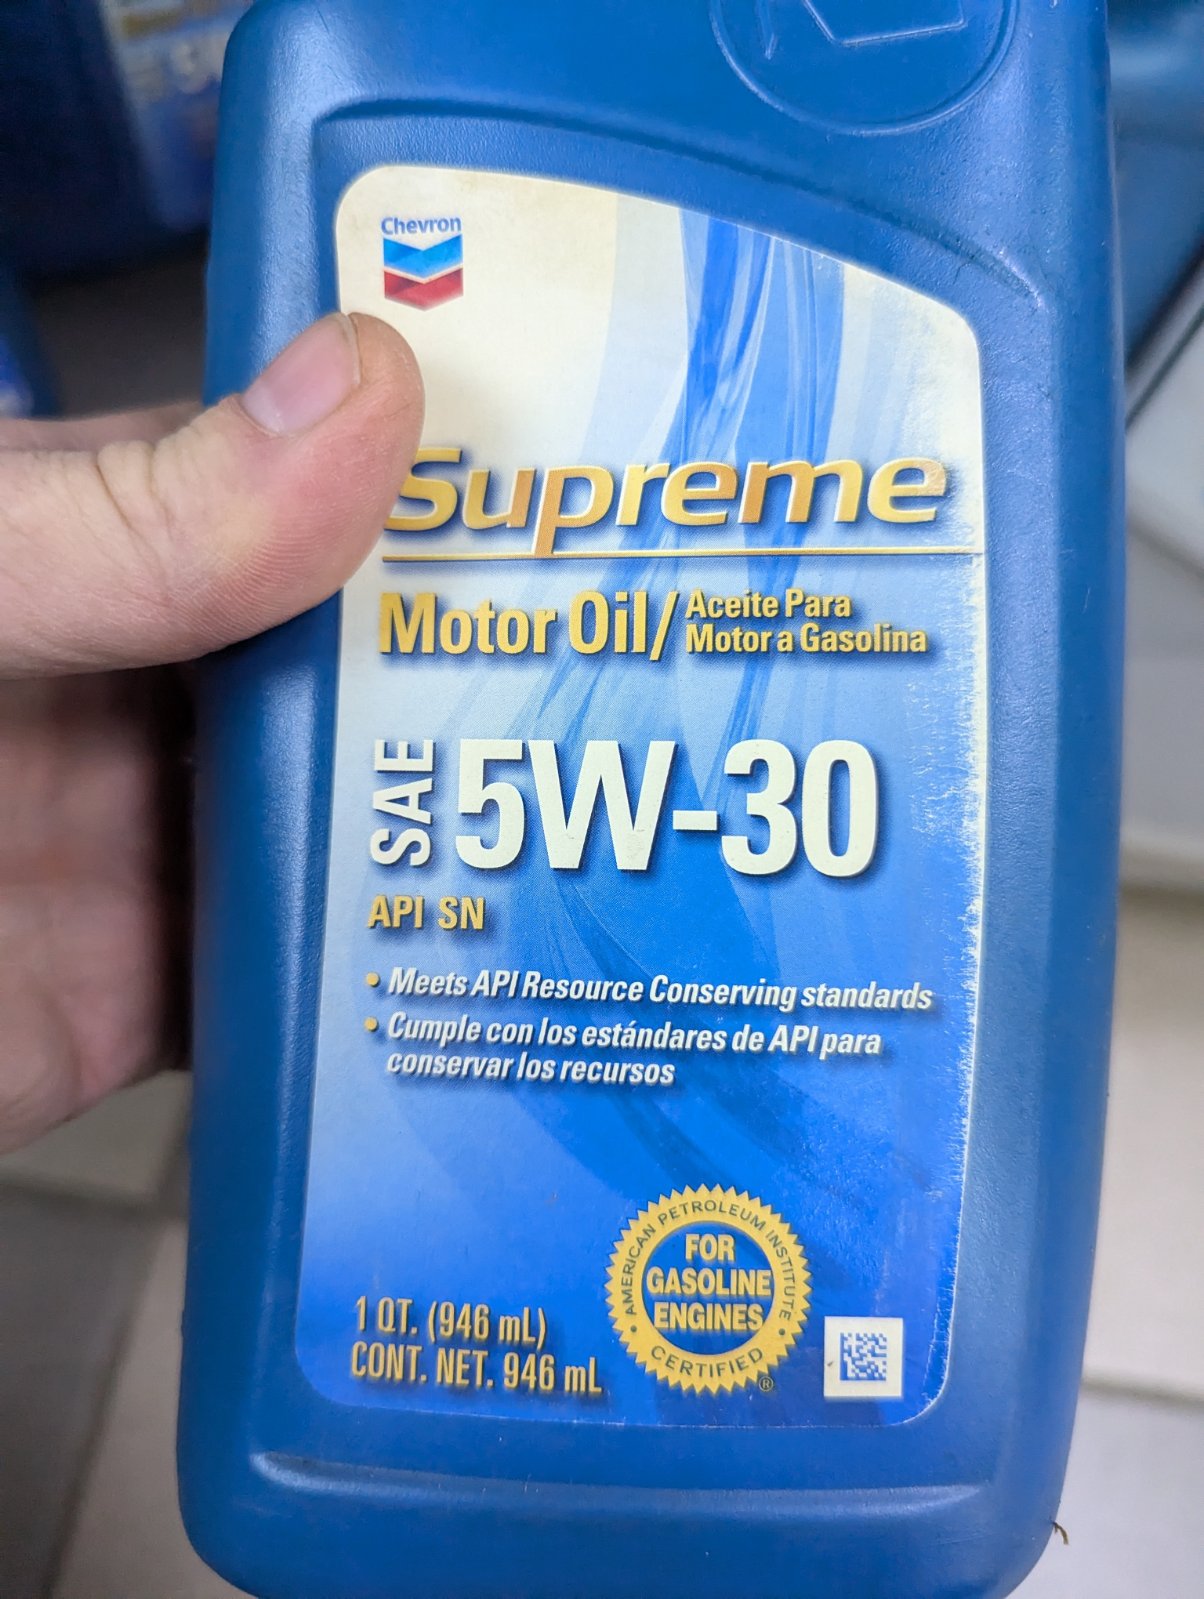 Chevron
Supreme
Motor Oil/ Aceite Para
Motor a Gasolina
SAE 5W-30
API SN
• Meets API Resource Conserving standards
• Cumple con los estándares de API para
conservar los recursos
AMERICAN PETROLEUM INSTITUTE
FOR
GASOLINE
ENGINES
• CERTIFIED •
®
1 QT. (946 mL)
CONT. NET. 946 mL